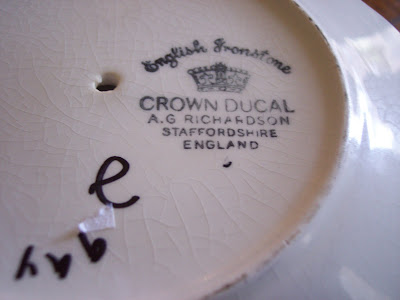 English Ironstone
CROWN DUCAL
A.G RICHARDSON
STAFFORDSHIRE
ENGLAND
e